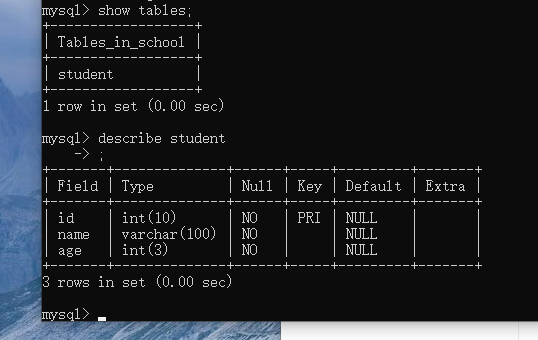 mysql> show tables;
+------------------+
| Tables_in_school |
+------------------+
| student          |
+------------------+
1 row in set (0.00 sec)
mysql> describe student
    -> ;
+-------+--------------+------+-----+---------+-------+
| Field | Type         | Null | Key | Default | Extra |
+-------+--------------+------+-----+---------+-------+
| id    | int(10)      | NO   | PRI | NULL    |       |
| name  | varchar(100) | NO   |     | NULL    |       |
| age   | int(3)       | NO   |     | NULL    |       |
+-------+--------------+------+-----+---------+-------+
3 rows in set (0.00 sec)
mysql>